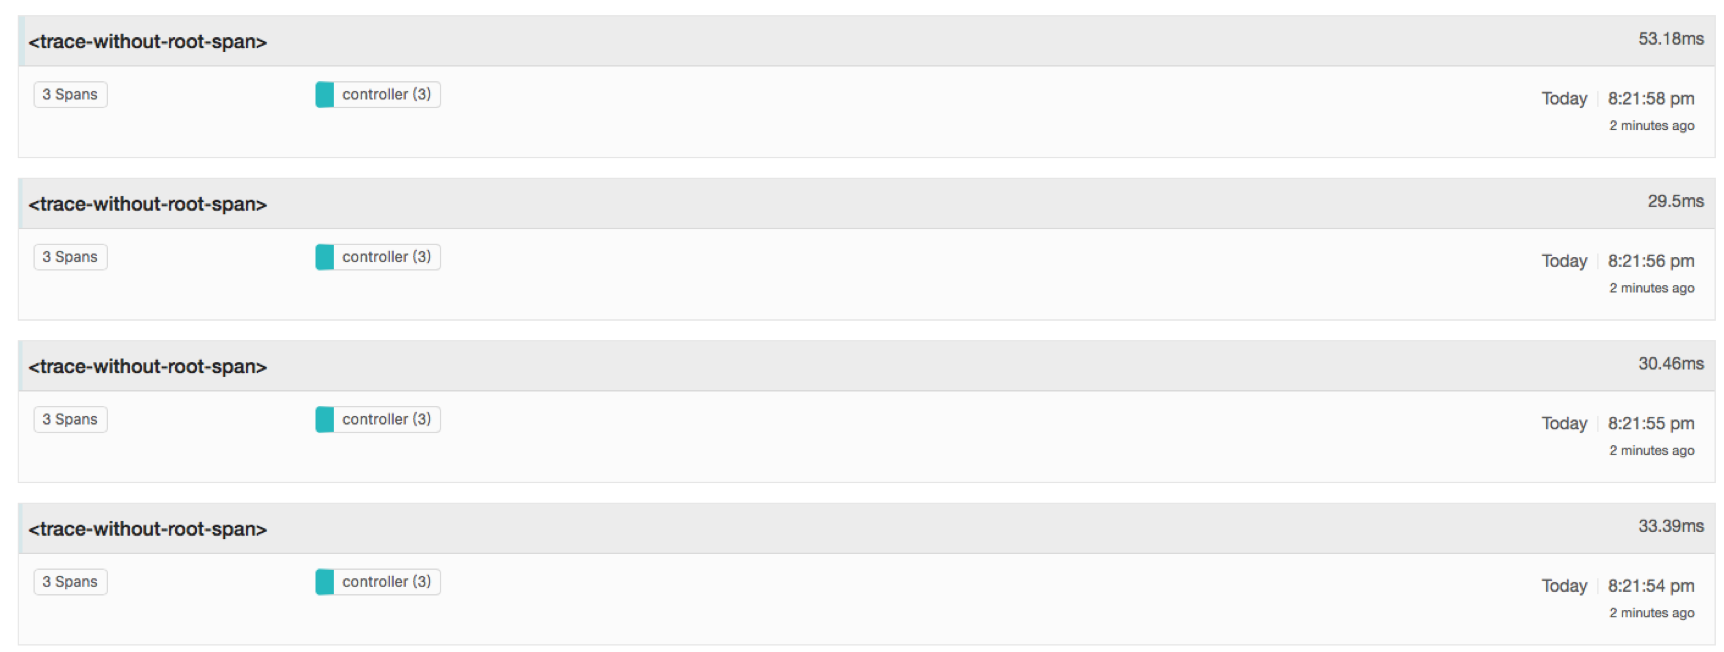 <trace-without-root-span> 53.18ms
3 Spans controller (3) Today 8:21:58 pm
2 minutes ago
<trace-without-root-span> 29.5ms
3 Spans controller (3) Today 8:21:56 pm
2 minutes ago
<trace-without-root-span> 30.46ms
3 Spans controller (3) Today 8:21:55 pm
2 minutes ago
<trace-without-root-span> 33.39ms
3 Spans controller (3) Today 8:21:54 pm
2 minutes ago